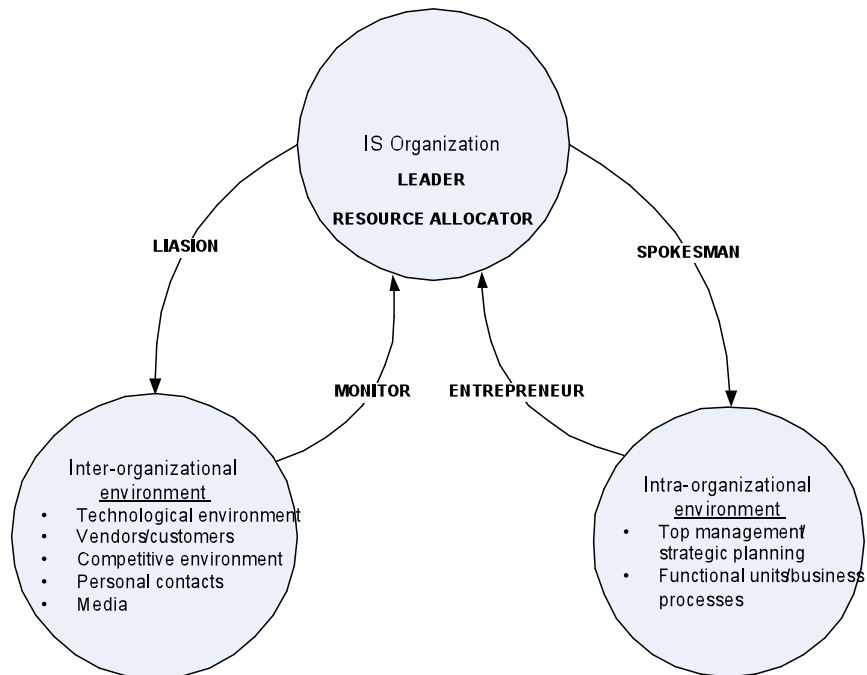 IS Organization
LEADER
RESOURCE ALLOCATOR
LIASION
SPOKESMAN
MONITOR
ENTREPRENEUR
Inter-organizational
environment
• Technological environment
• Vendors/customers
• Competitive environment
• Personal contacts
• Media
Intra-organizational
environment
• Top management/
strategic planning
• Functional units/business
processes